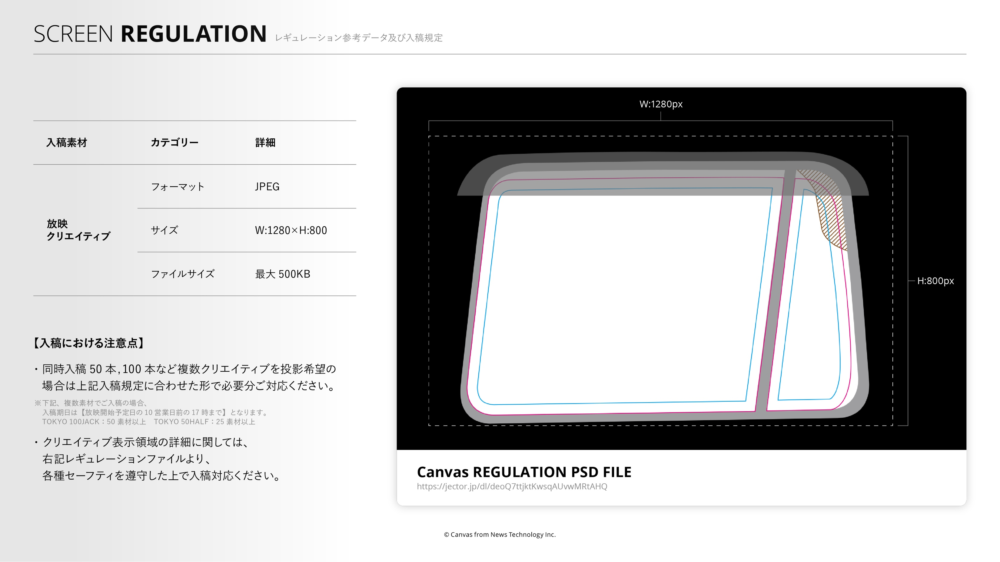 SCREEN REGULATION レギュレーション参考データ及び入稿規定
入稿素材 カテゴリー 詳細
放映
クリエイティブ
フォーマット JPEG
サイズ W:1280×H:800
ファイルサイズ 最大 500KB
【入稿における注意点】
・同時入稿 50 本,100 本など複数クリエイティブを投影希望の
場合は上記入稿規定に合わせた形で必要分ご対応ください。
※下記、複数素材でご入稿の場合、
入稿期日は【放映開始予定日の 10 営業日前の 17 時まで】となります。
TOKYO 100JACK：50 素材以上　TOKYO 50HALF：25 素材以上
・クリエイティブ表示領域の詳細に関しては、
右記レギュレーションファイルより、
各種セーフティを遵守した上で入稿対応ください。
W:1280px
H:800px
Canvas REGULATION PSD FILE
https://jector.jp/dl/deoQ7ttjktKwsqAUvwMRtAHQ
© Canvas from News Technology Inc.